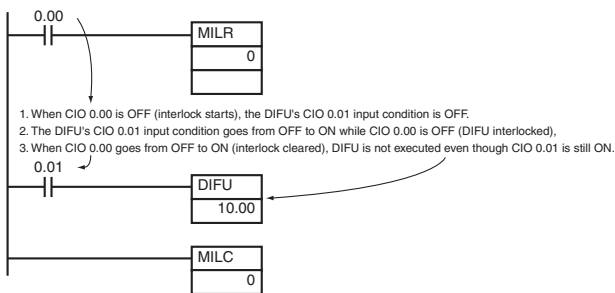 0.00
MILR
0
1. When CIO 0.00 is OFF (interlock starts), the DIFU's CIO 0.01 input condition is OFF.
2. The DIFU's CIO 0.01 input condition goes from OFF to ON while CIO 0.00 is OFF (DIFU interlocked),
3. When CIO 0.00 goes from OFF to ON (interlock cleared), DIFU is not executed even though CIO 0.01 is still ON.
0.01
DIFU
10.00
MILC
0